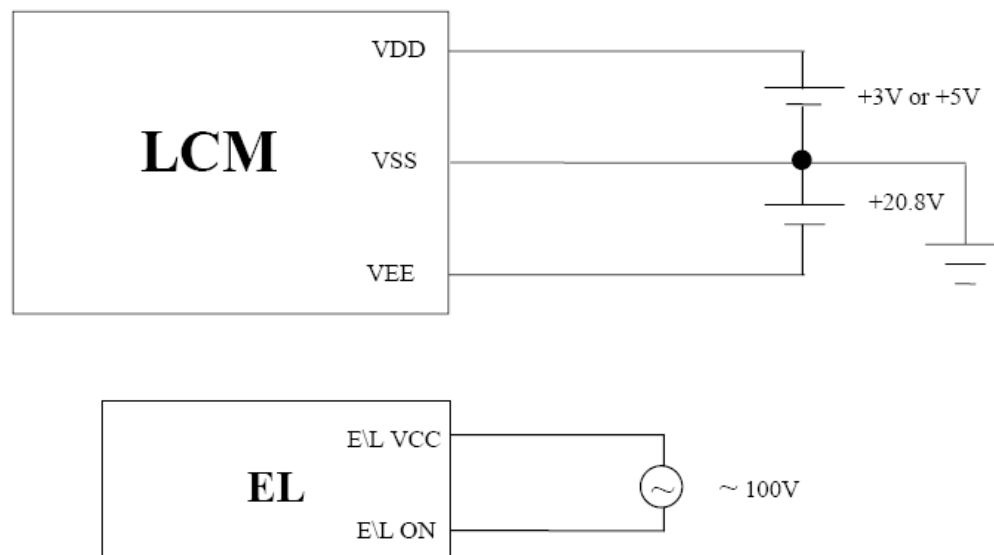 VDD
+3V or +5V
LCM
VSS
+20.8V
VEE
E\L VCC
EL
~ 100V
E\L ON